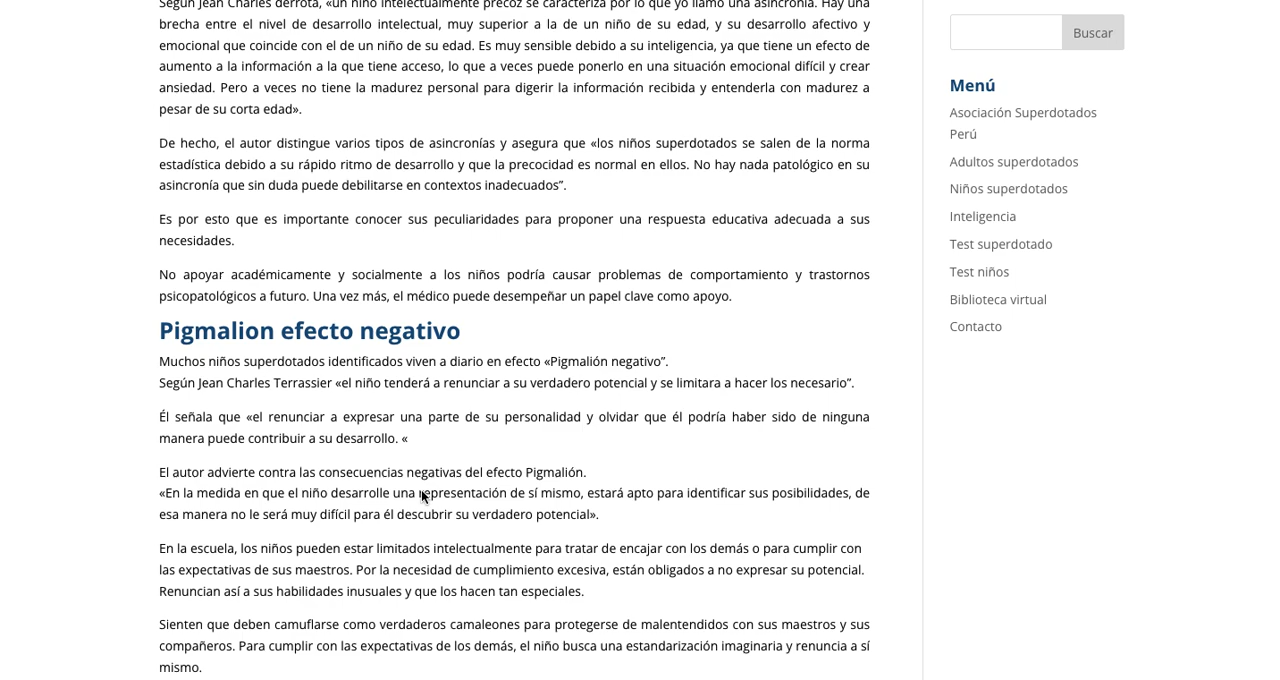 Según Jean Charles derrota, «un niño intelectualmente precoz se caracteriza por lo que yo llamo una asincronía. Hay una
brecha entre el nivel de desarrollo intelectual, muy superior a la de un niño de su edad, y su desarrollo afectivo y
emocional que coincide con el de un niño de su edad. Es muy sensible debido a su inteligencia, ya que tiene un efecto de
aumento a la información a la que tiene acceso, lo que a veces puede ponerlo en una situación emocional difícil y crear
ansiedad. Pero a veces no tiene la madurez personal para digerir la información recibida y entenderla con madurez a
pesar de su corta edad».
De hecho, el autor distingue varios tipos de asincronías y asegura que «los niños superdotados se salen de la norma
estadística debido a su rápido ritmo de desarrollo y que la precocidad es normal en ellos. No hay nada patológico en su
asincronía que sin duda puede debilitarse en contextos inadecuados”.
Es por esto que es importante conocer sus peculiaridades para proponer una respuesta educativa adecuada a sus
necesidades.
No apoyar académicamente y socialmente a los niños podría causar problemas de comportamiento y trastornos
psicopatológicos a futuro. Una vez más, el médico puede desempeñar un papel clave como apoyo.
Pigmalion efecto negativo
Muchos niños superdotados identificados viven a diario en efecto «Pigmalión negativo”.
Según Jean Charles Terrassier «el niño tenderá a renunciar a su verdadero potencial y se limitara a hacer los necesario”.
Él señala que «el renunciar a expresar una parte de su personalidad y olvidar que él podría haber sido de ninguna
manera puede contribuir a su desarrollo. «
El autor advierte contra las consecuencias negativas del efecto Pigmalión.
«En la medida en que el niño desarrolle una representación de sí mismo, estará apto para identificar sus posibilidades, de
esa manera no le será muy difícil para él descubrir su verdadero potencial».
En la escuela, los niños pueden estar limitados intelectualmente para tratar de encajar con los demás o para cumplir con
las expectativas de sus maestros. Por la necesidad de cumplimiento excesiva, están obligados a no expresar su potencial.
Renuncian así a sus habilidades inusuales y que los hacen tan especiales.
Sienten que deben camuflarse como verdaderos camaleones para protegerse de malentendidos con sus maestros y sus
compañeros. Para cumplir con las expectativas de los demás, el niño busca una estandarización imaginaria y renuncia a sí
mismo.
Buscar
Menú
Asociación Superdotados
Perú
Adultos superdotados
Niños superdotados
Inteligencia
Test superdotado
Test niños
Biblioteca virtual
Contacto